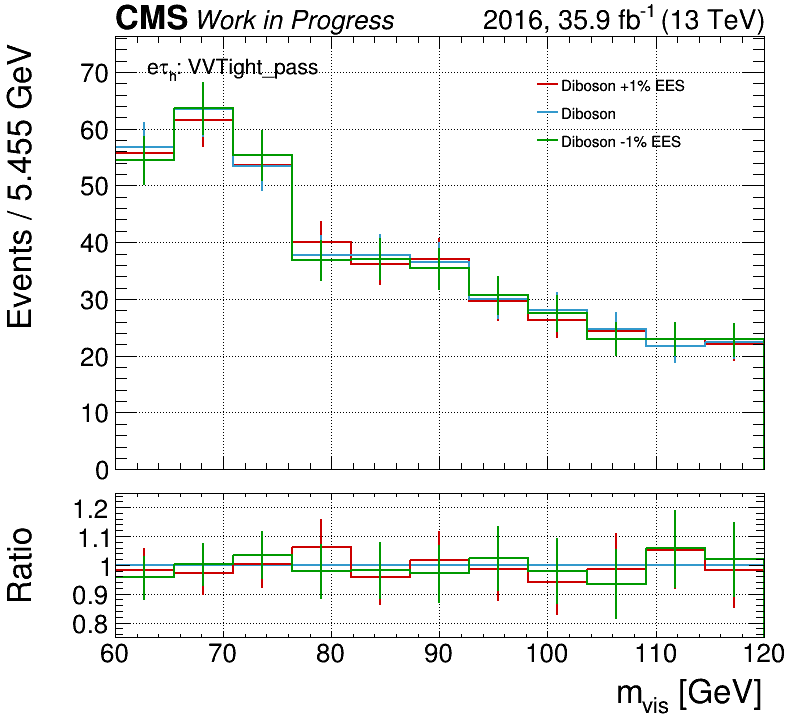 CMS Work in Progress 2016, 35.9 fb⁻¹ (13 TeV)
eτₕ: VVTight_pass
Diboson +1% EES
Diboson
Diboson -1% EES
Events / 5.455 GeV
70
60
50
40
30
20
10
0
Ratio
1.2
1.1
1
0.9
0.8
60 70 80 90 100 110 120
m_vis [GeV]